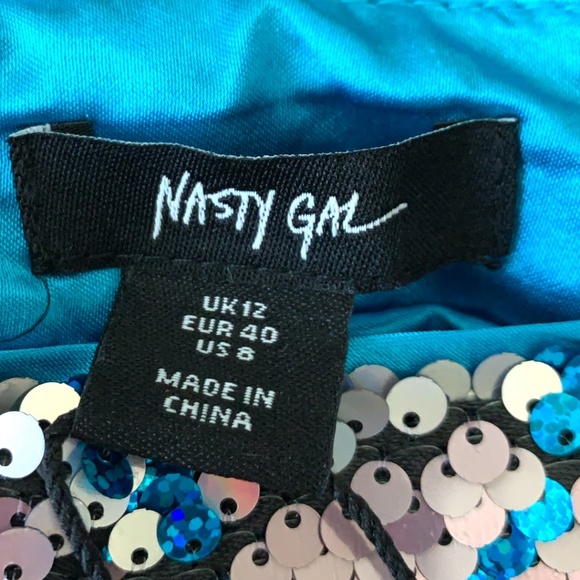 NASTY GAL
UK 12
EUR 40
US 8
MADE IN
CHINA